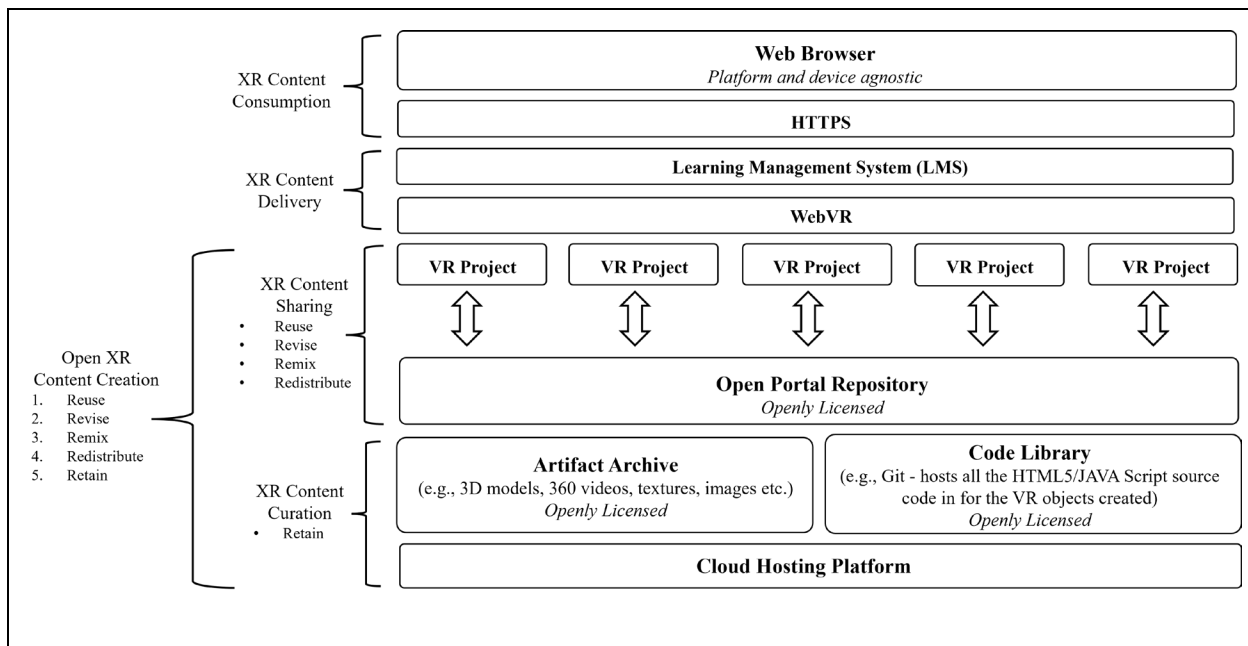 XR Content
Consumption
Web Browser
Platform and device agnostic
HTTPS
XR Content
Delivery
Learning Management System (LMS)
WebVR
Open XR
Content Creation
1. Reuse
2. Revise
3. Remix
4. Redistribute
5. Retain
XR Content
Sharing
• Reuse
• Revise
• Remix
• Redistribute
VR Project
VR Project
VR Project
VR Project
VR Project
Open Portal Repository
Openly Licensed
XR Content
Curation
• Retain
Artifact Archive
(e.g., 3D models, 360 videos, textures, images etc.)
Openly Licensed
Code Library
(e.g., Git - hosts all the HTML5/JAVA Script source
code in for the VR objects created)
Openly Licensed
Cloud Hosting Platform